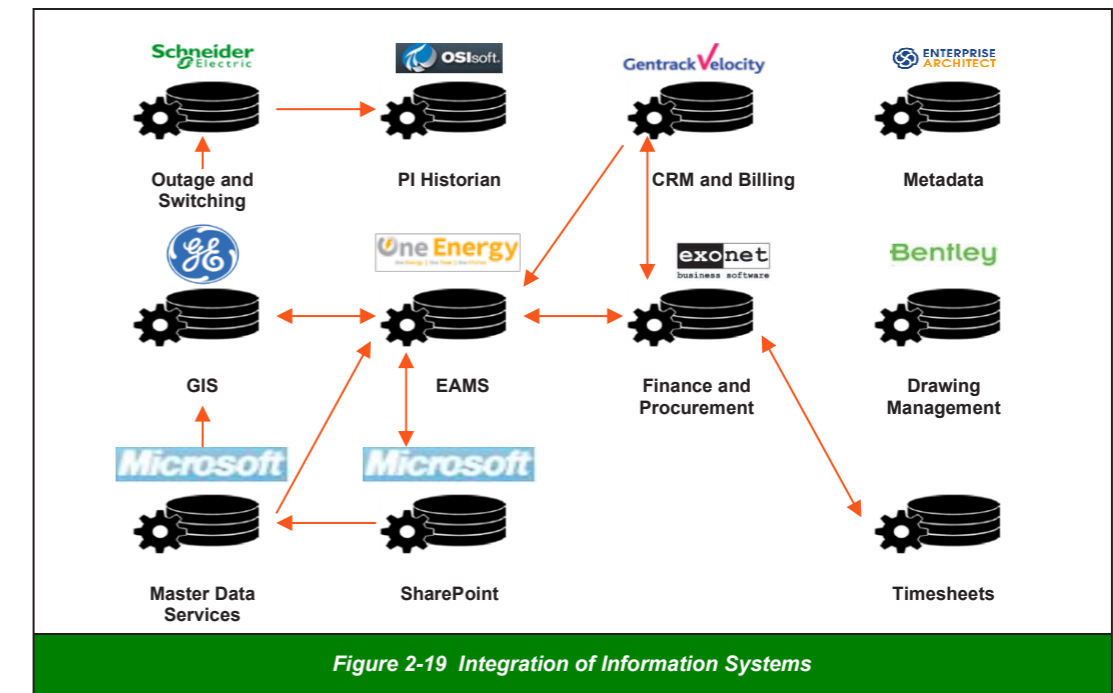 Schneider
Electric
OSIsoft.
Gentrack Velocity
ENTERPRISE
ARCHITECT
Outage and
Switching
PI Historian
CRM and Billing
Metadata
GE
One Energy
exonet
business software
Bentley
GIS
EAMS
Finance and
Procurement
Drawing
Management
Microsoft
Microsoft
Master Data
Services
SharePoint
Timesheets
Figure 2-19 Integration of Information Systems